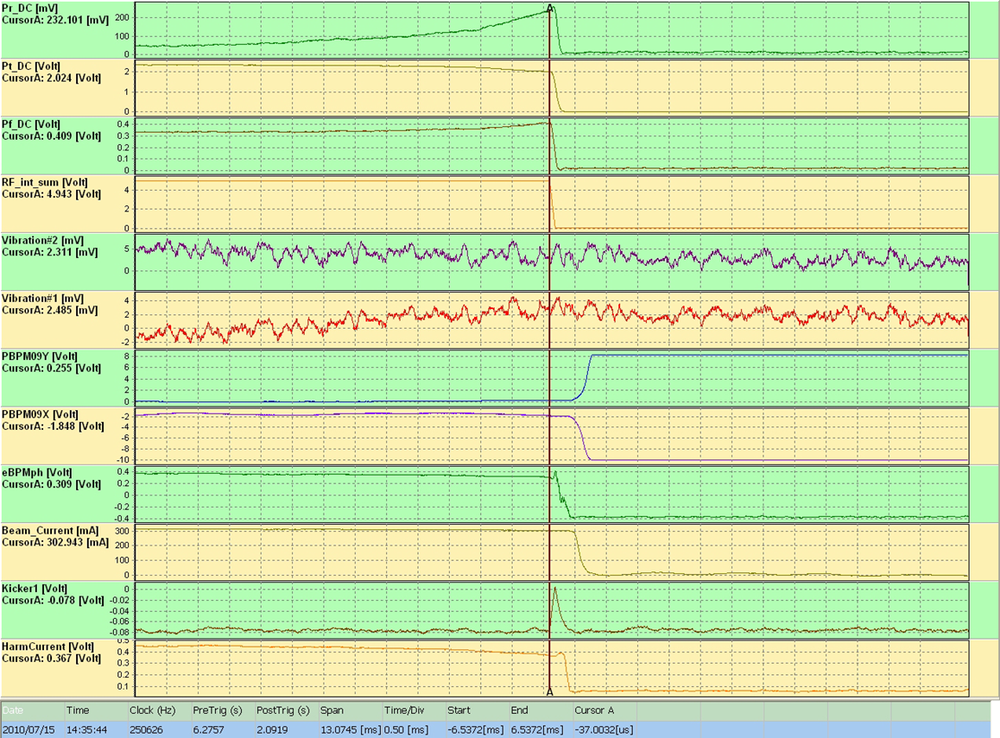 Pr_DC [mV]
CursorA: 232.101 [mV]
200
100
0
A
Pt_DC [Volt]
CursorA: 2.024 [Volt]
2
1
0
Pf_DC [Volt]
CursorA: 0.409 [Volt]
0.4
0.3
0.2
0.1
0
RF_int_sum [Volt]
CursorA: 4.943 [Volt]
4
2
0
Vibration#2 [mV]
CursorA: 2.311 [mV]
5
0
Vibration#1 [mV]
CursorA: 2.485 [mV]
4
2
0
-2
PBPM09Y [Volt]
CursorA: 0.255 [Volt]
8
6
4
2
0
PBPM09X [Volt]
CursorA: -1.848 [Volt]
-2
-4
-6
-8
-10
eBPMph [Volt]
CursorA: 0.309 [Volt]
0.4
0.2
0
-0.2
-0.4
Beam_Current [mA]
CursorA: 302.943 [mA]
300
200
100
0
Kicker1 [Volt]
CursorA: -0.078 [Volt]
0
-0.02
-0.04
-0.06
-0.08
HarmCurrent [Volt]
CursorA: 0.367 [Volt]
0.5
0.4
0.3
0.2
0.1
A
Date Time Clock (Hz) PreTrig (s) PostTrig (s) Span Time/Div Start End Cursor A
2010/07/15 14:35:44 250626 6.2757 2.0919 13.0745 [ms] 0.50 [ms] -6.5372[ms] 6.5372[ms] -37.0032[us]